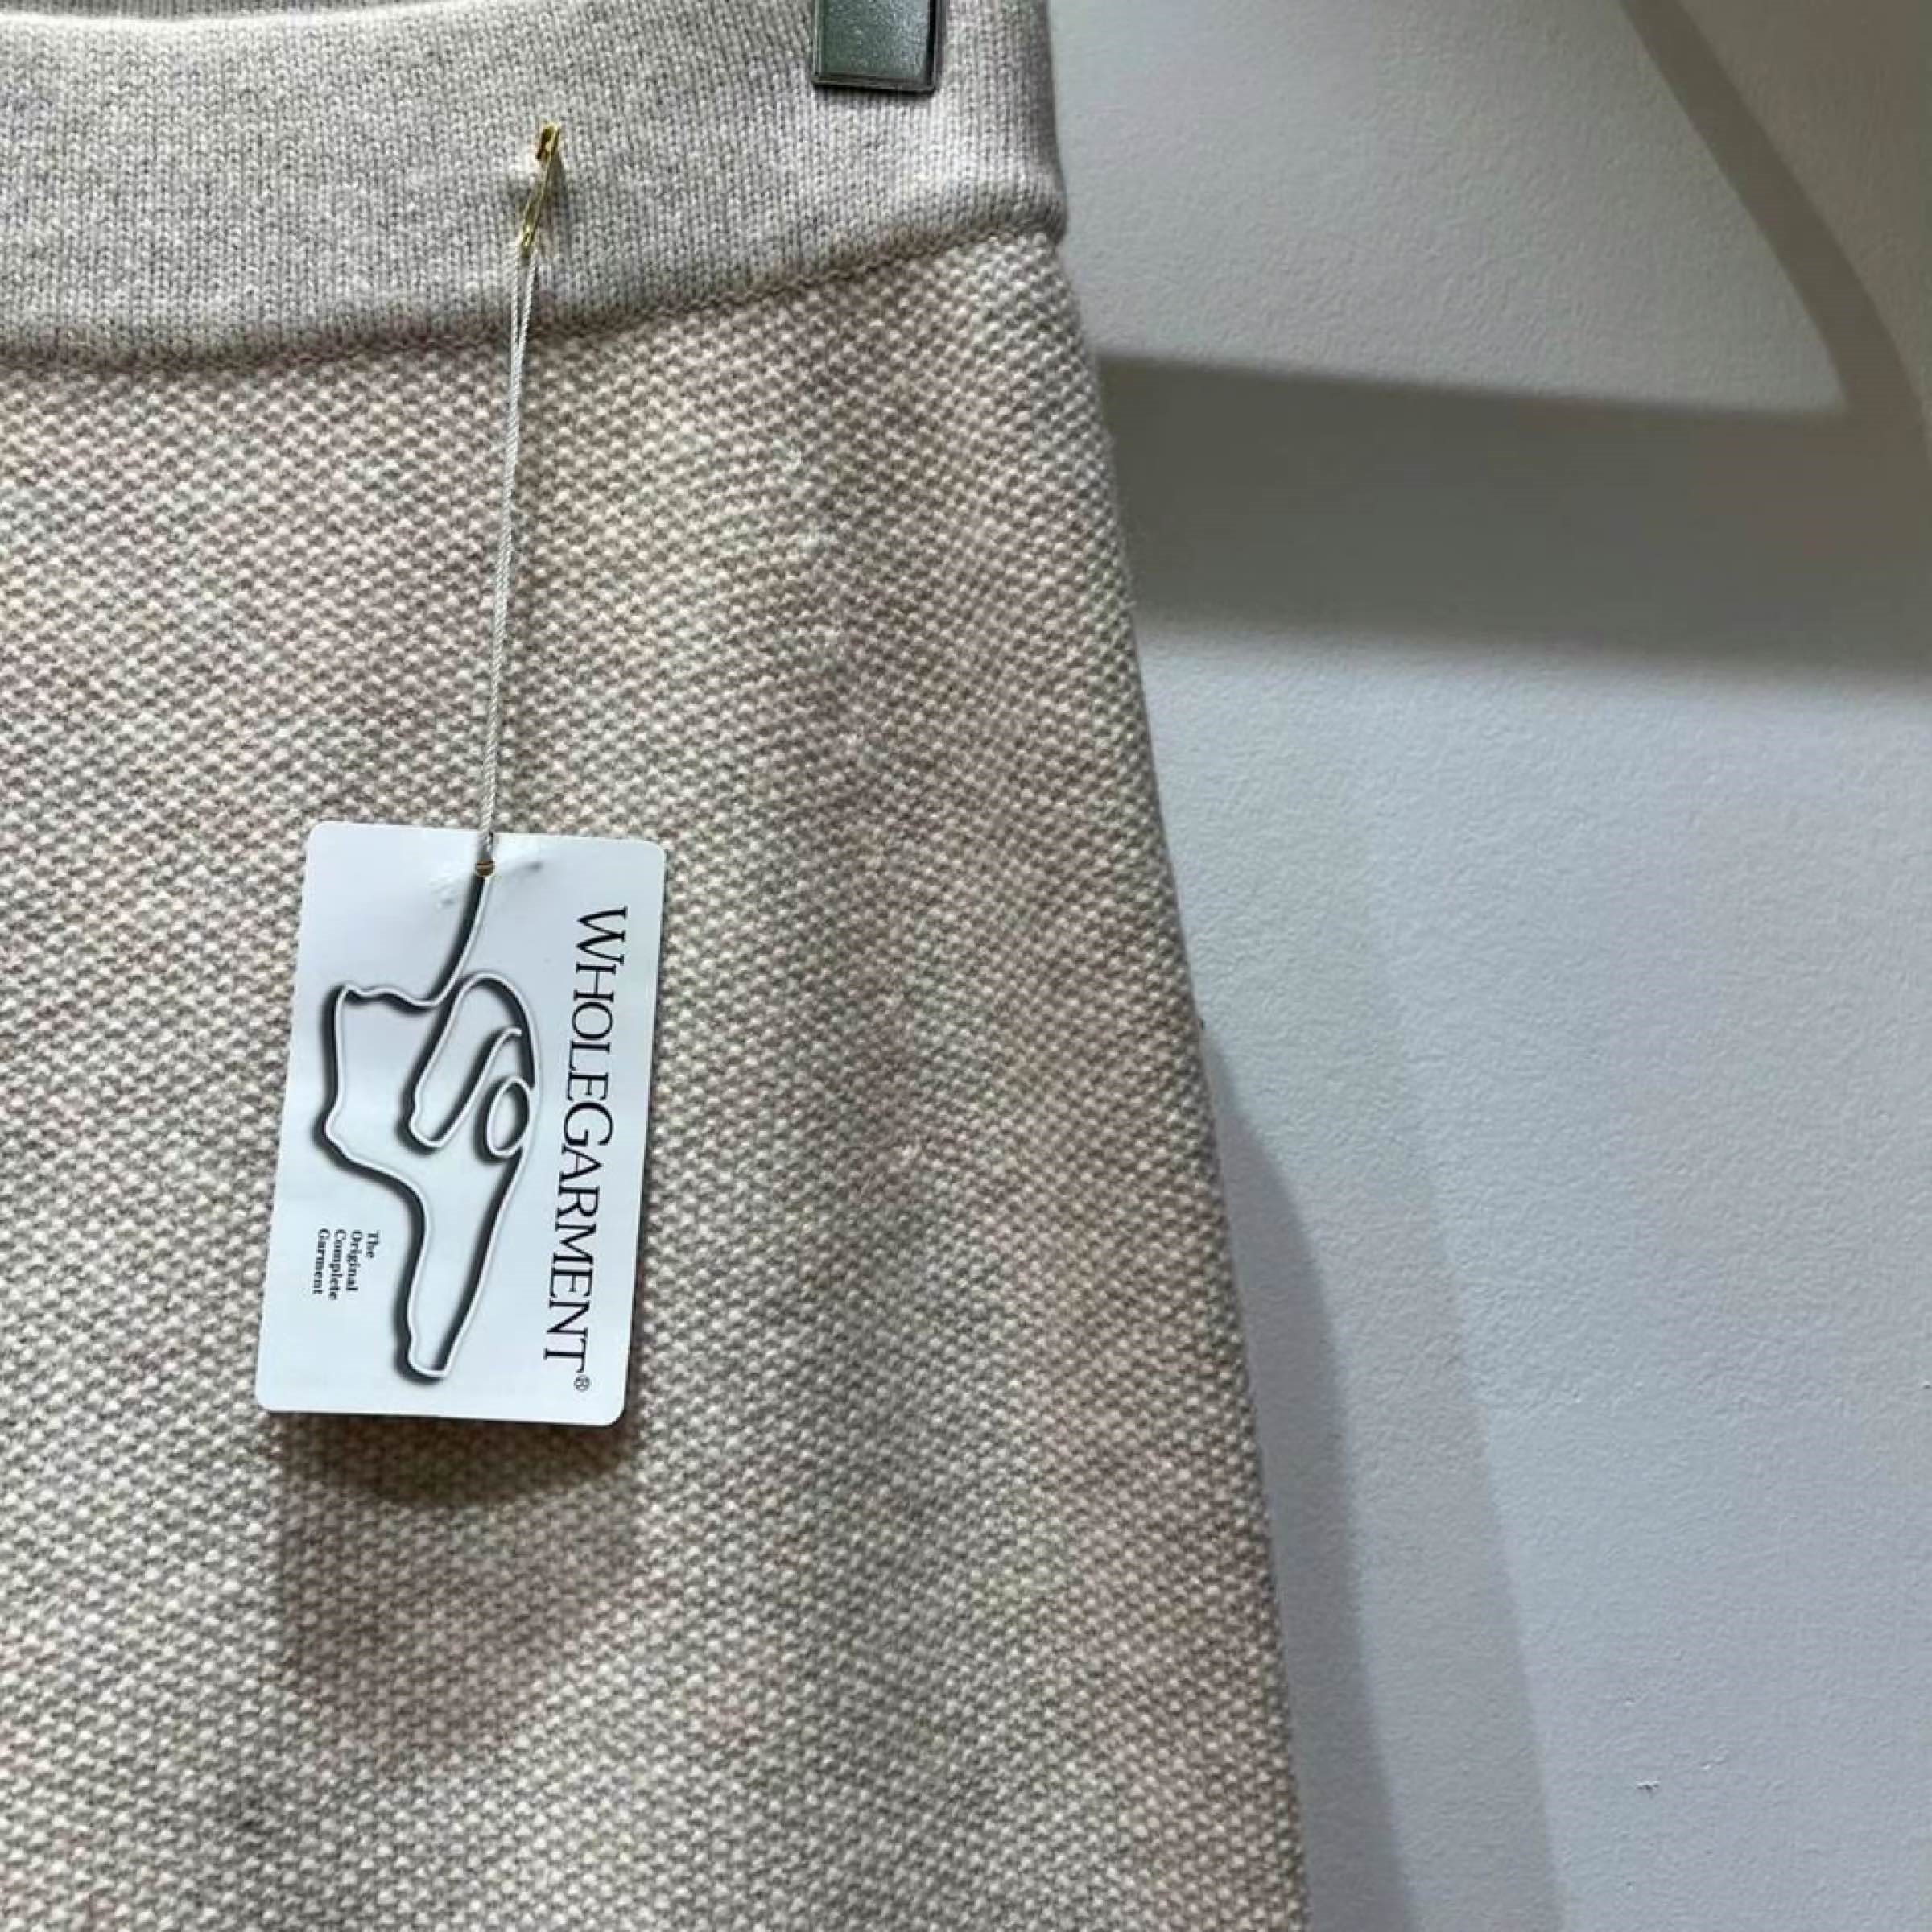 WHOLEGARMENT®
The
Original
Complete
Garment